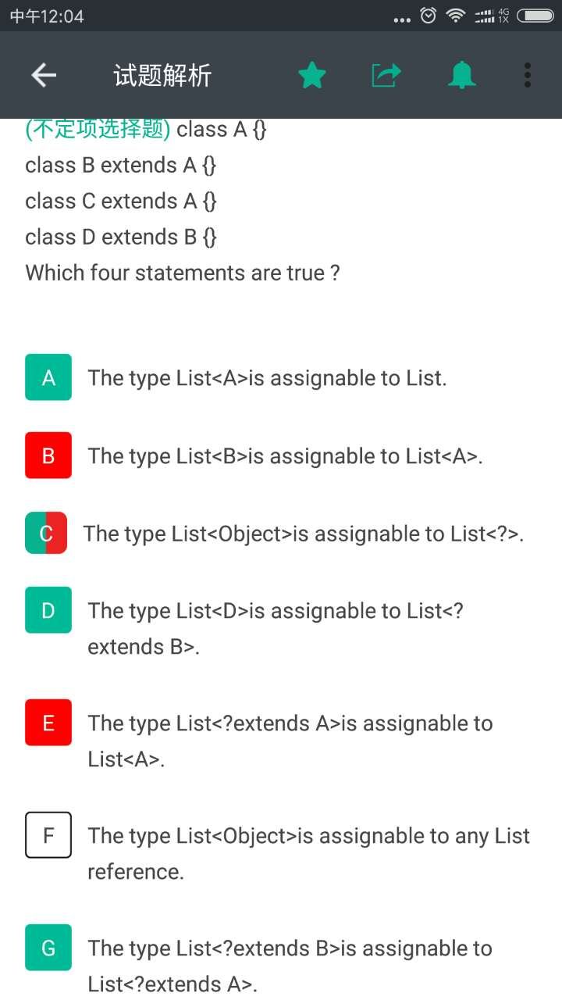 中午12:04
4G
1X
试题解析
(不定项选择题) class A {}
class B extends A {}
class C extends A {}
class D extends B {}
Which four statements are true ?
A The type List<A>is assignable to List.
B The type List<B>is assignable to List<A>.
C The type List<Object>is assignable to List<?>.
D The type List<D>is assignable to List<?
extends B>.
E The type List<?extends A>is assignable to
List<A>.
F The type List<Object>is assignable to any List
reference.
G The type List<?extends B>is assignable to
List<?extends A>.